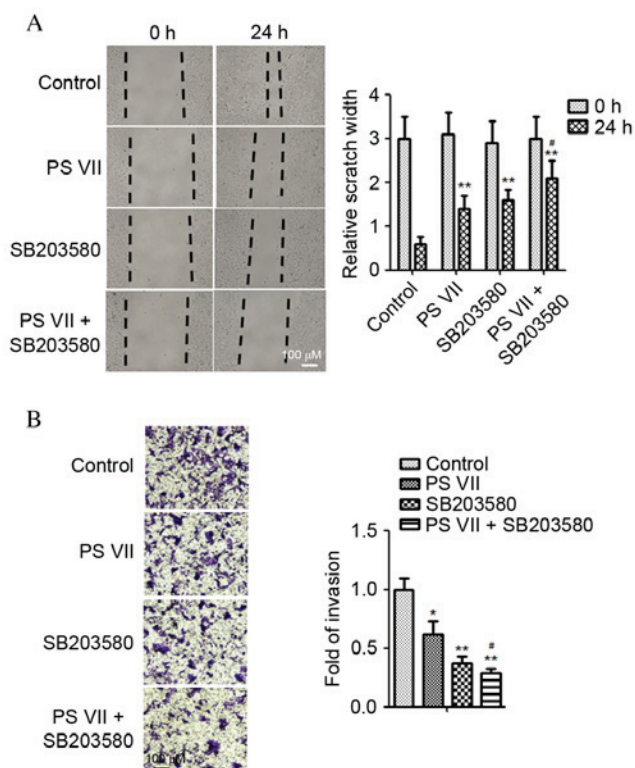 A
0 h
24 h
Control
PS VII
SB203580
PS VII +
SB203580
100 μM
Relative scratch width
4
3
2
1
0
0 h
24 h
**
**
#
**
Control
PS VII
SB203580
PS VII +
SB203580
B
Control
PS VII
SB203580
PS VII +
SB203580
100 μM
Control
PS VII
SB203580
PS VII + SB203580
Fold of invasion
1.5
1.0
0.5
0.0
*
**
#
**